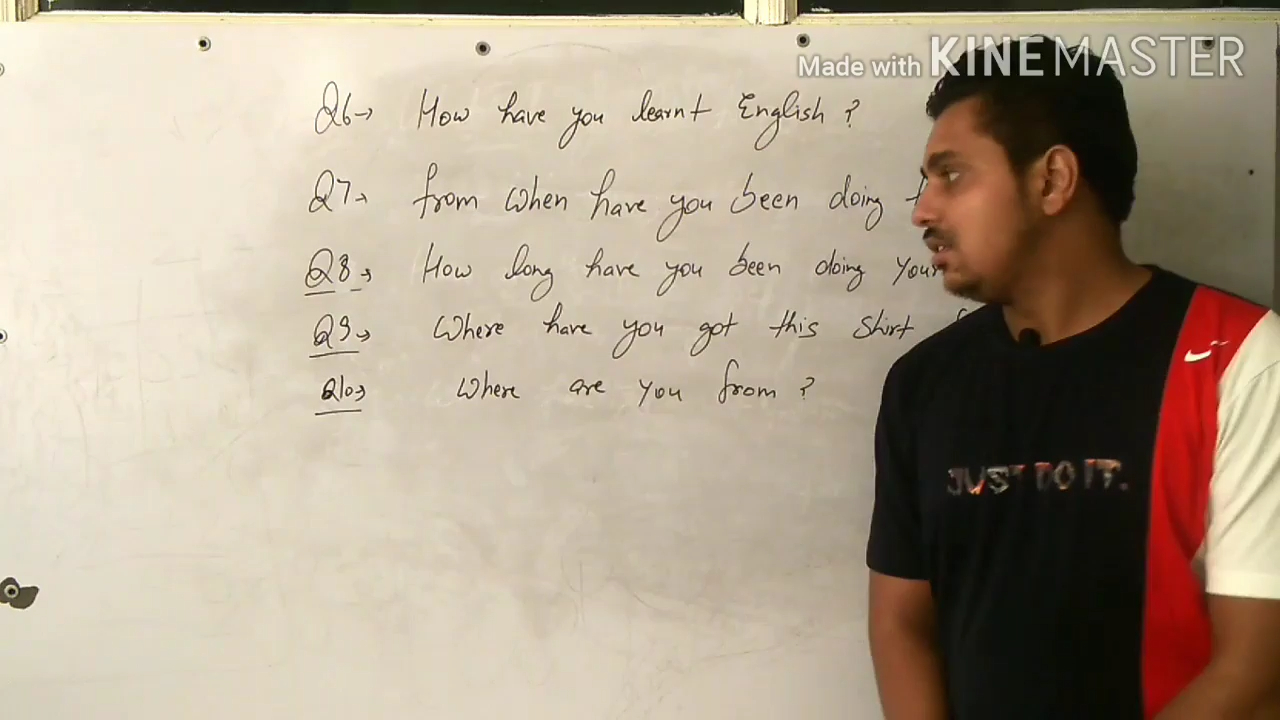 Made with KINEMASTER
Q6→ How have you learnt English ?
Q7→ from when have you been doing
Q8→ How long have you been doing your
Q9→ Where have you got this shirt
Q10→ Where are you from ?
JUST DO IT.